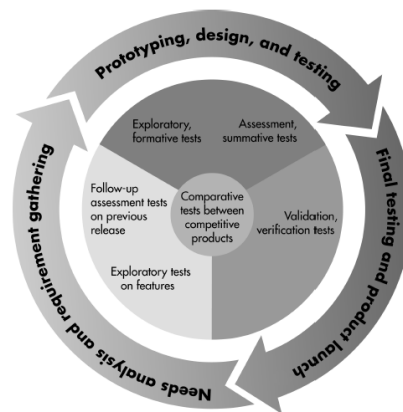 Prototyping, design, and testing
Final testing and product launch
Needs analysis and requirement gathering
Exploratory,
formative tests
Assessment,
summative tests
Follow-up
assessment tests
on previous
release
Comparative
tests between
competitive
products
Validation,
verification tests
Exploratory tests
on features